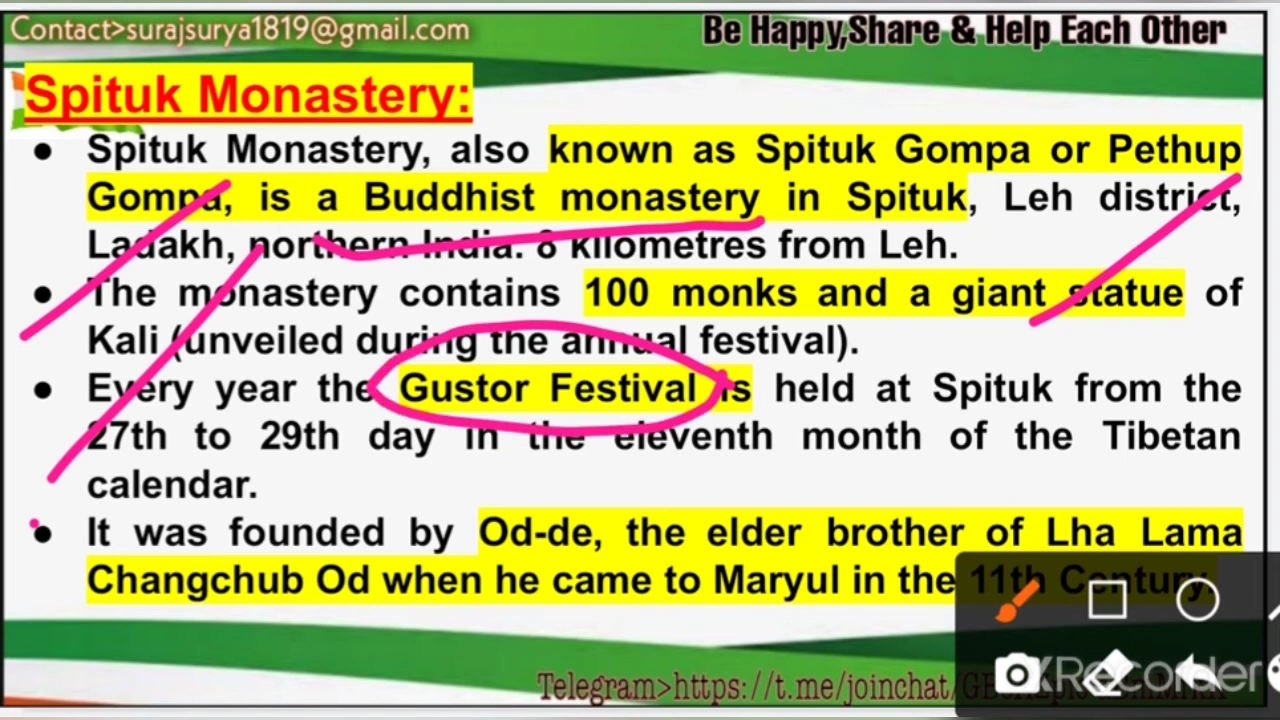 Contact>surajsurya1819@gmail.com
Be Happy,Share & Help Each Other
Spituk Monastery:
● Spituk Monastery, also known as Spituk Gompa or Pethup
Gompa, is a Buddhist monastery in Spituk, Leh district,
Ladakh, northern India. 8 kilometres from Leh.
● The monastery contains 100 monks and a giant statue of
Kali (unveiled during the annual festival).
● Every year the Gustor Festival is held at Spituk from the
27th to 29th day in the eleventh month of the Tibetan
calendar.
● It was founded by Od-de, the elder brother of Lha Lama
Changchub Od when he came to Maryul in the 11th Century.
Telegram>https://t.me/joinchat/
XRecorder